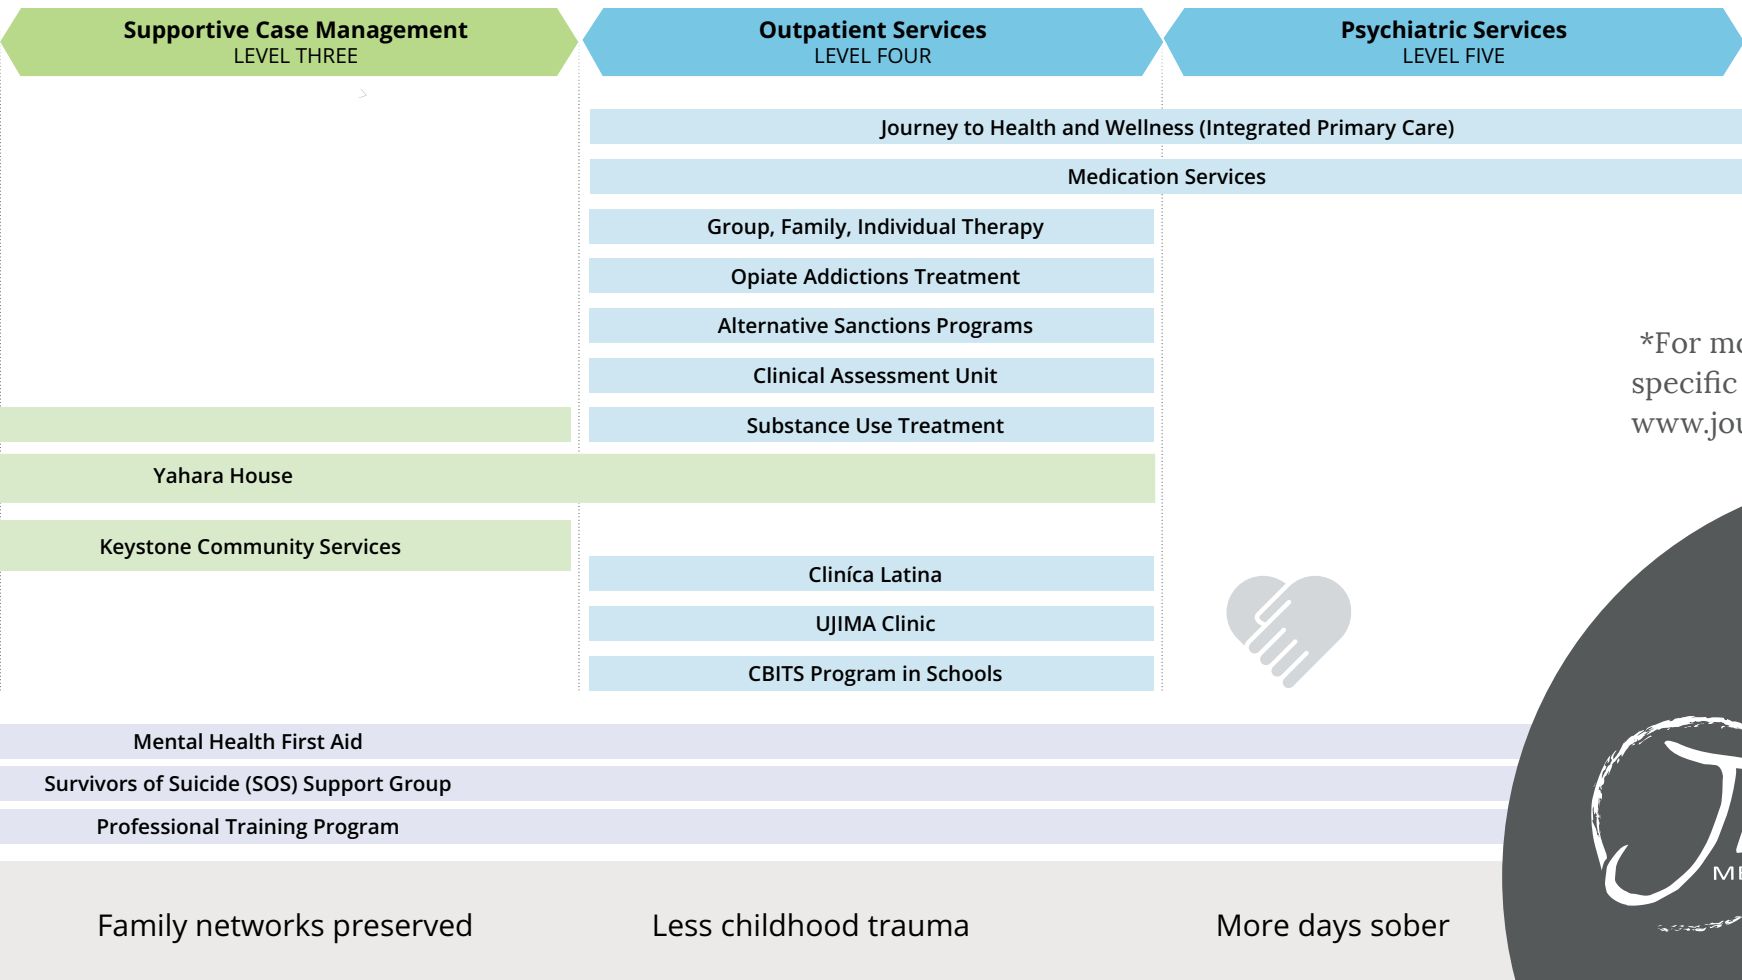 Supportive Case Management
LEVEL THREE
Outpatient Services
LEVEL FOUR
Psychiatric Services
LEVEL FIVE
Journey to Health and Wellness (Integrated Primary Care)
Medication Services
Group, Family, Individual Therapy
Opiate Addictions Treatment
Alternative Sanctions Programs
Clinical Assessment Unit
Substance Use Treatment
Yahara House
Keystone Community Services
Cliníca Latina
UJIMA Clinic
CBITS Program in Schools
*For
specific
Mental Health First Aid
Survivors of Suicide (SOS) Support Group
Professional Training Program
Family networks preserved
Less childhood trauma
More days sober